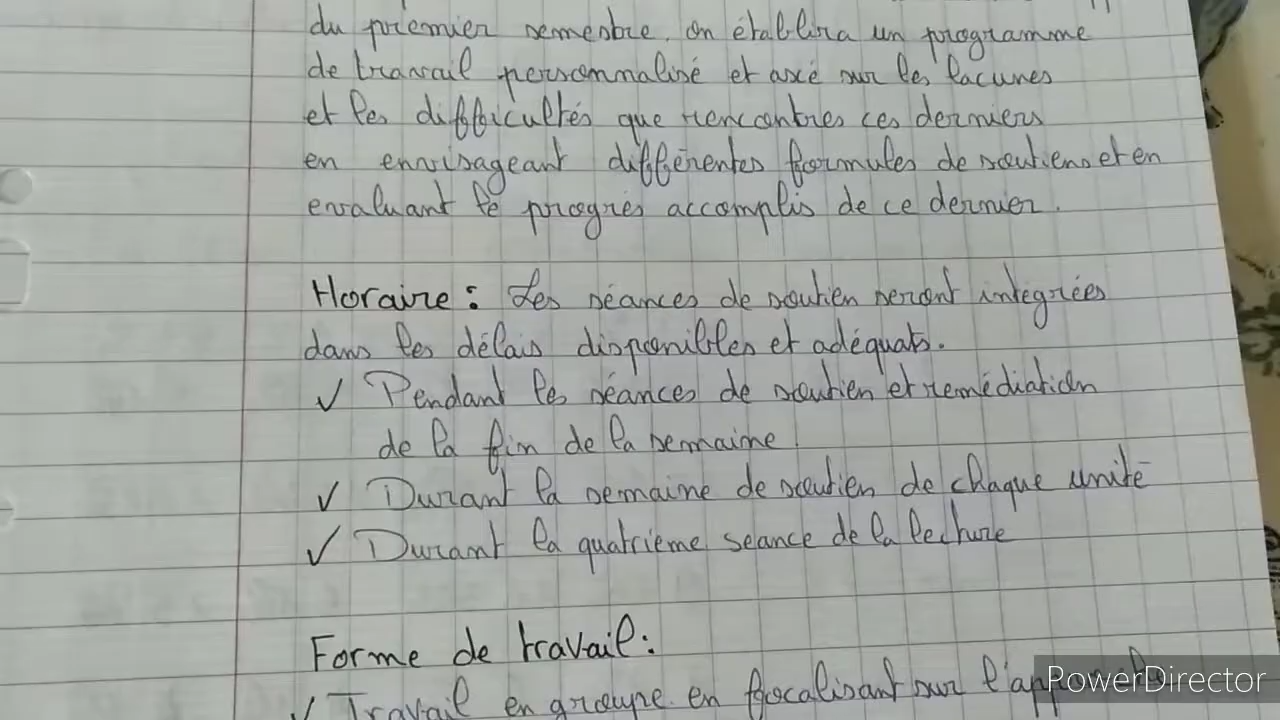 du premier semestre, on établira un programme
de travail personnalisé et axé sur les lacunes
et les difficultés que rencontres ces derniers
en envisageant différentes formules de soutiens et en
evaluant le progrès accomplis de ce dernier.
Horaire : Les séances de soutien seront intégrées
dans les délais disponibles et adéquats.
✓ Pendant les séances de soutien et remédiation
de la fin de la semaine.
✓ Durant la semaine de soutien de chaque unité
✓ Durant la quatrième seance de la lecture
Forme de travail :
✓ Travail en groupe en focalisant sur
PowerDirector